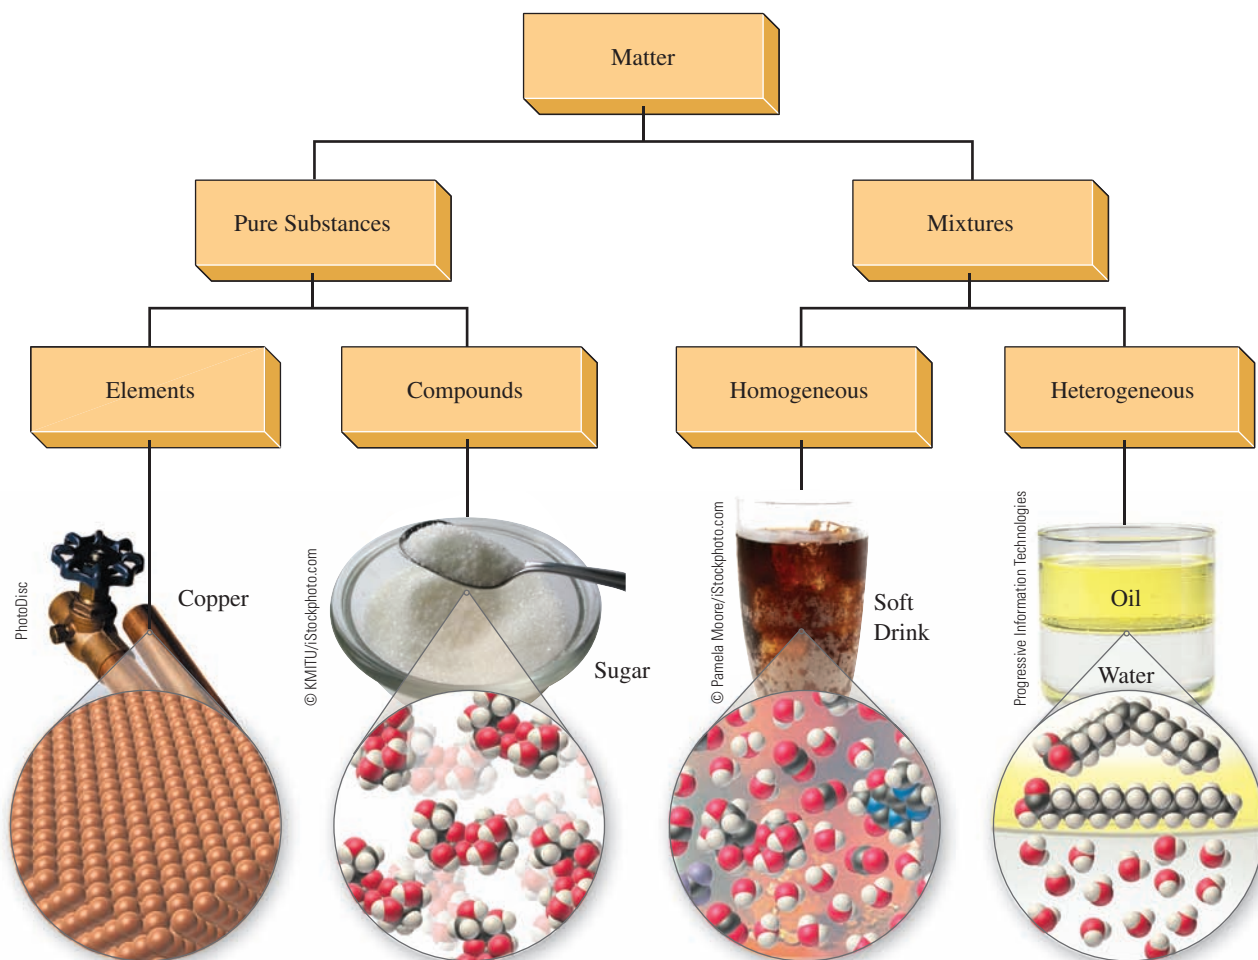 Matter
Pure Substances
Mixtures
Elements
Compounds
Homogeneous
Heterogeneous
PhotoDisc
Copper
© KMITU/iStockphoto.com
Sugar
© Pamela Moore/iStockphoto.com
Soft
Drink
Progressive Information Technologies
Oil
Water